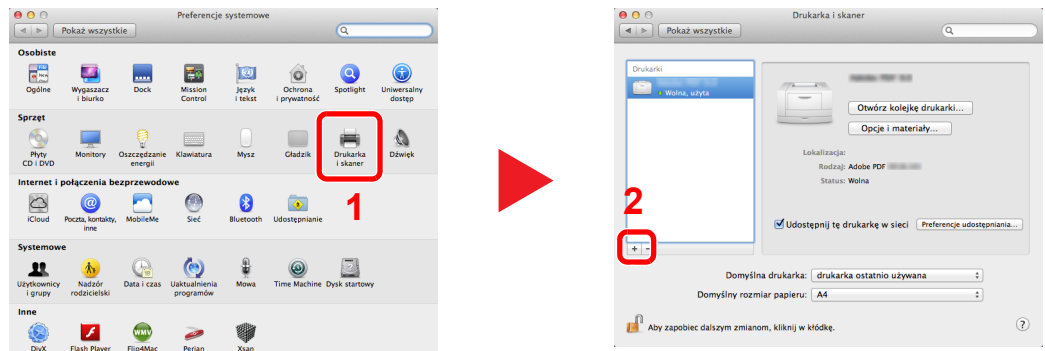 Preferencje systemowe
Pokaż wszystkie
Osobiste
Ogólne
Wygaszacz
i biurko
Dock
Mission
Control
Język
i tekst
Ochrona
i prywatność
Spotlight
Uniwersalny
dostęp
Sprzęt
Płyty
CD i DVD
Monitory
Oszczędzanie
energii
Klawiatura
Mysz
Gładzik
Drukarka
i skaner
Dźwięk
Internet i połączenia bezprzewodowe
iCloud
Poczta, kontakty,
inne
MobileMe
Sieć
Bluetooth
Udostępnianie
1
Systemowe
Użytkownicy
i grupy
Nadzór
rodzicielski
Data i czas
Uaktualnienia
programów
Mowa
Time Machine
Dysk startowy
Inne
DivX
Flash Player
Flip4Mac
WMV
Perian
Xsan
Drukarka i skaner
Pokaż wszystkie
Drukarki
Wolna, użyta
Otwórz kolejkę drukarki...
Opcje i materiały...
Lokalizacja:
Rodzaj: Adobe PDF
Status: Wolna
2
Udostępnij tę drukarkę w sieci
Preferencje udostępniania...
+ -
Domyślna drukarka: drukarka ostatnio używana
Domyślny rozmiar papieru: A4
Aby zapobiec dalszym zmianom, kliknij w kłódkę.
?